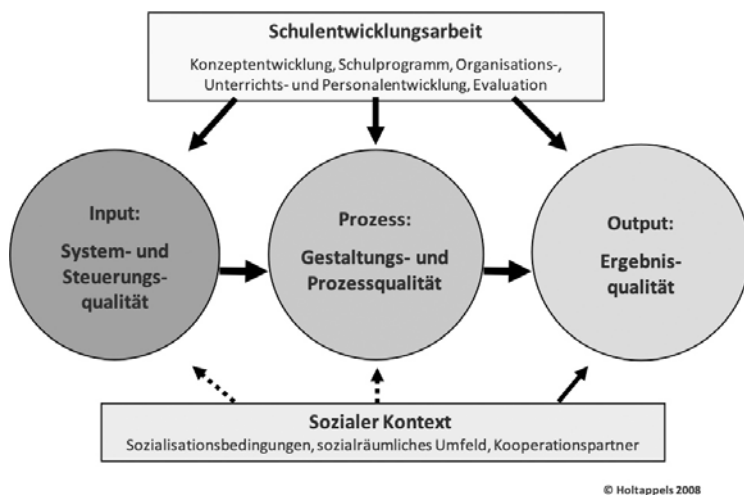 Schulentwicklungsarbeit
Konzeptentwicklung, Schulprogramm, Organisations-,
Unterrichts- und Personalentwicklung, Evaluation
Input:
System- und
Steuerungs-
qualität
Prozess:
Gestaltungs- und
Prozessqualität
Output:
Ergebnis-
qualität
Sozialer Kontext
Sozialisationsbedingungen, sozialräumliches Umfeld, Kooperationspartner
© Holtappels 2008